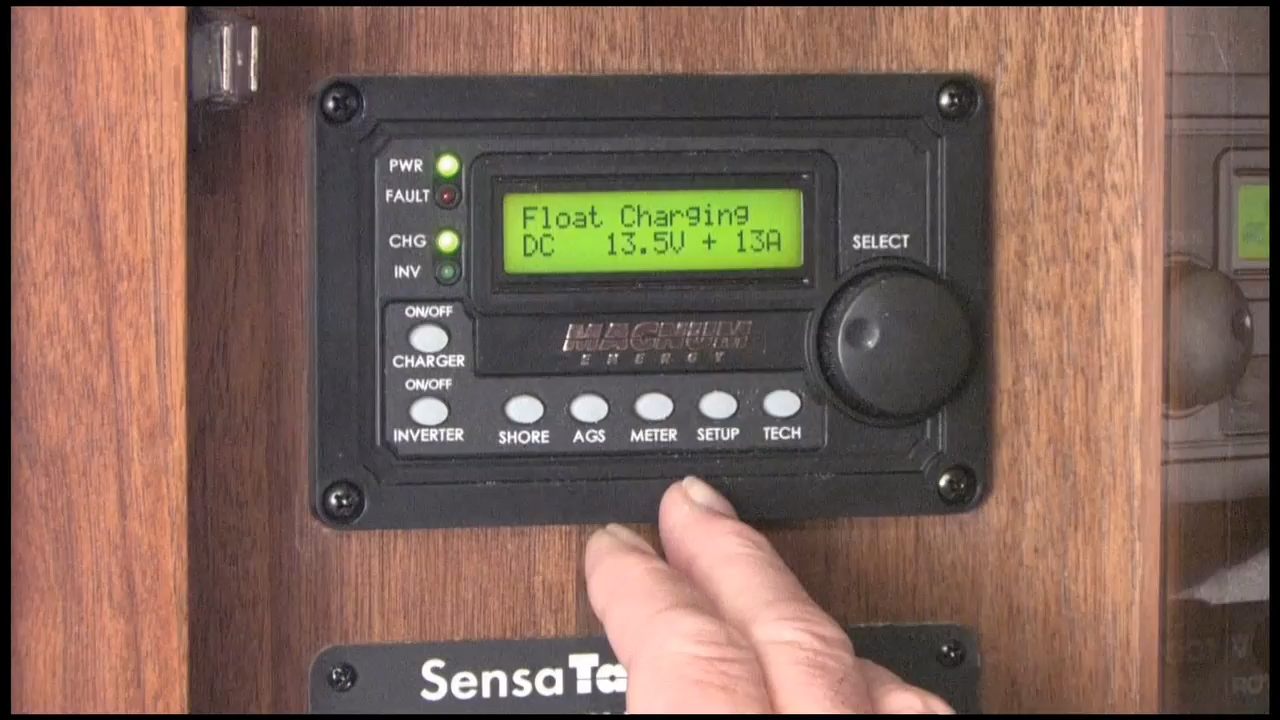 PWR
FAULT
Float Charging
DC 13.5V + 13A
CHG
INV
SELECT
ON/OFF
CHARGER
MAGNUM
ENERGY
ON/OFF
INVERTER
SHORE
AGS
METER
SETUP
TECH
Sensa